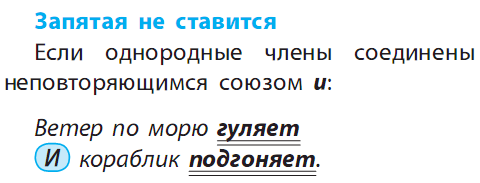 Запятая не ставится
Если однородные члены соединены
неповторяющимся союзом и:
Ветер по морю гуляет
И кораблик подгоняет.